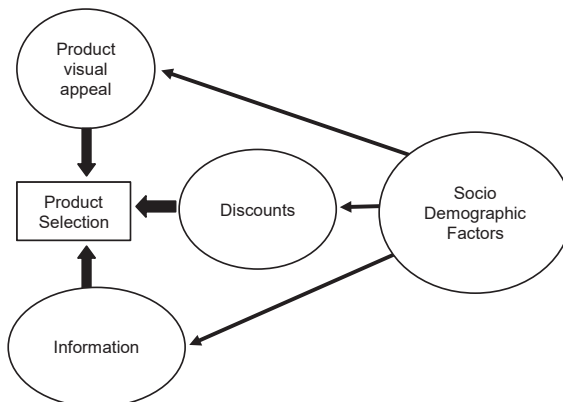 Product
visual
appeal
Product
Selection
Discounts
Socio
Demographic
Factors
Information